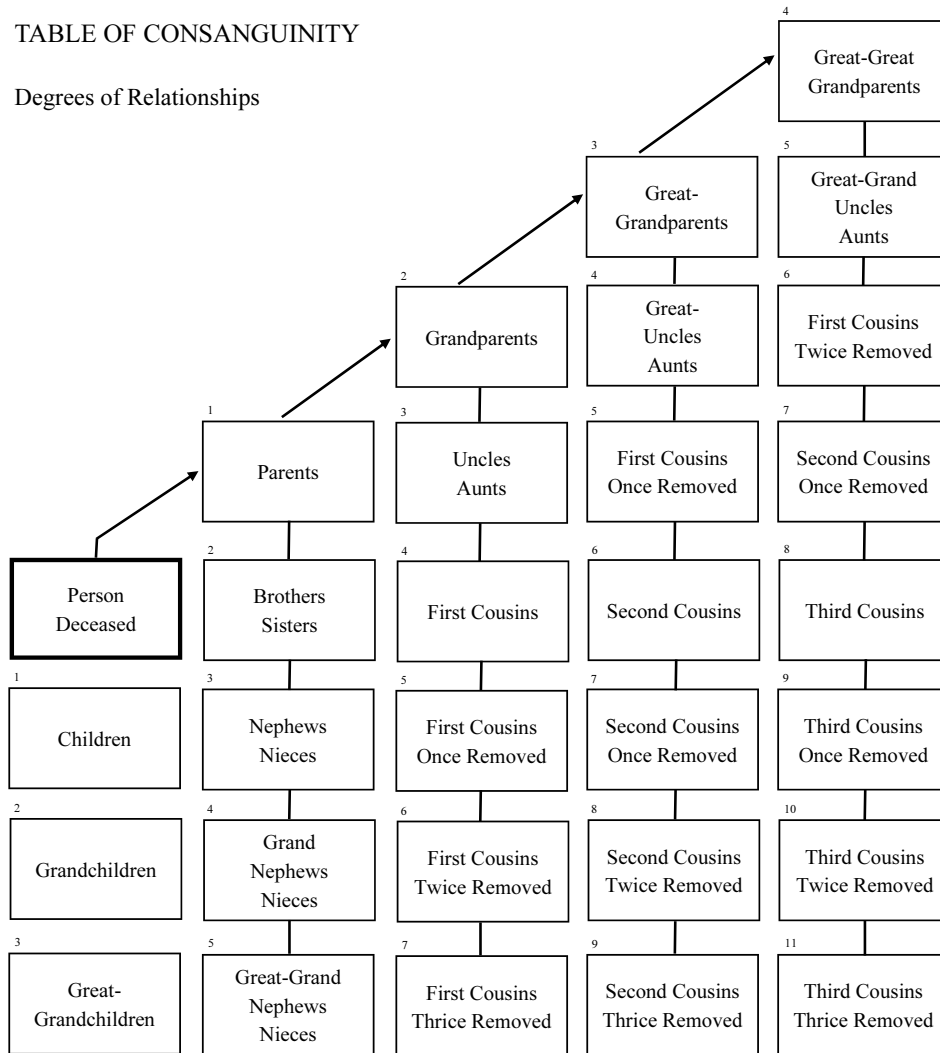 TABLE OF CONSANGUINITY
Degrees of Relationships
4
Great-Great
Grandparents
3
Great-
Grandparents
5
Great-Grand
Uncles
Aunts
2
Grandparents
4
Great-
Uncles
Aunts
6
First Cousins
Twice Removed
1
Parents
3
Uncles
Aunts
5
First Cousins
Once Removed
7
Second Cousins
Once Removed
Person
Deceased
2
Brothers
Sisters
4
First Cousins
6
Second Cousins
8
Third Cousins
1
Children
3
Nephews
Nieces
5
First Cousins
Once Removed
7
Second Cousins
Once Removed
9
Third Cousins
Once Removed
2
Grandchildren
4
Grand
Nephews
Nieces
6
First Cousins
Twice Removed
8
Second Cousins
Twice Removed
10
Third Cousins
Twice Removed
3
Great-
Grandchildren
5
Great-Grand
Nephews
Nieces
7
First Cousins
Thrice Removed
9
Second Cousins
Thrice Removed
11
Third Cousins
Thrice Removed